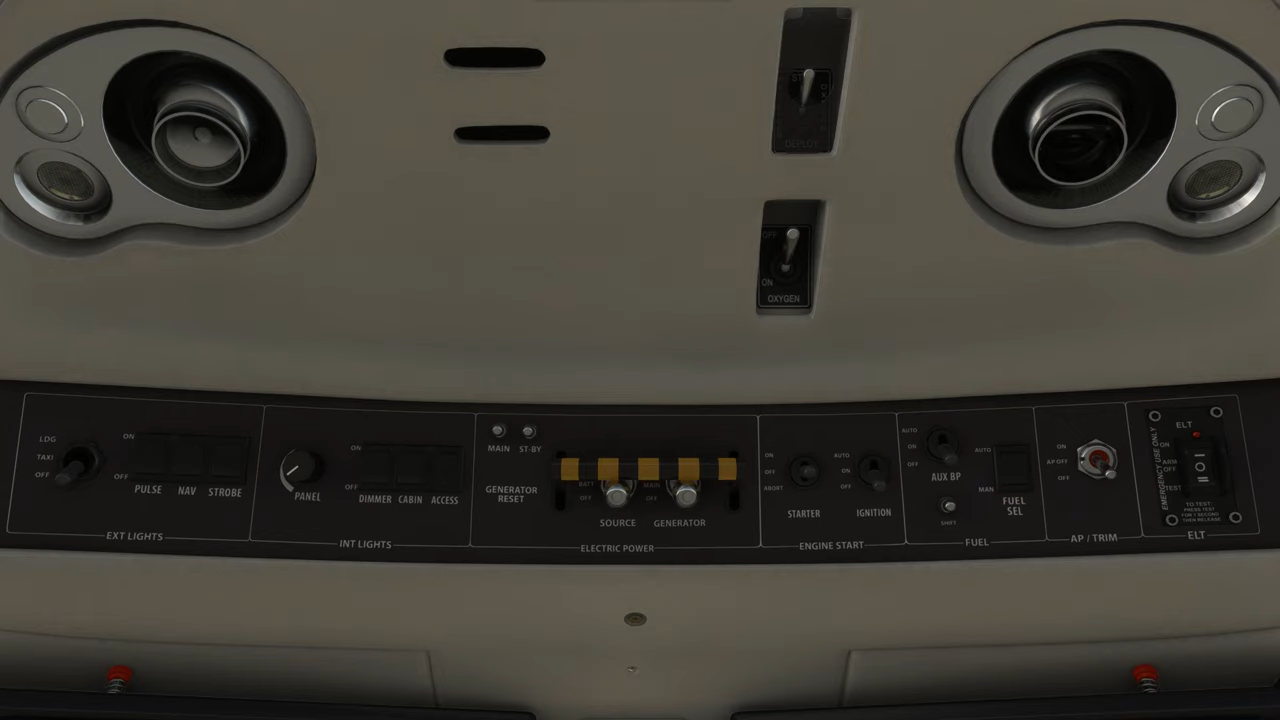 DEPLOY
OFF
ON
OXYGEN
LDG
TAXI
OFF
ON
OFF
PULSE
NAV
STROBE
EXT LIGHTS
PANEL
ON
OFF
DIMMER
CABIN
ACCESS
INT LIGHTS
MAIN
ST-BY
GENERATOR
RESET
BATT
OFF
SOURCE
MAIN
OFF
GENERATOR
ELECTRIC POWER
ON
OFF
ABORT
STARTER
AUTO
ON
OFF
IGNITION
ENGINE START
AUTO
ON
OFF
AUX BP
SHIFT
AUTO
MAN
FUEL
SEL
FUEL
ON
AP OFF
OFF
AP / TRIM
EMERGENCY USE ONLY
ELT
ON
ARM
OFF
TEST
TO TEST:
PRESS TEST
FOR 1 SECOND
THEN RELEASE
ELT